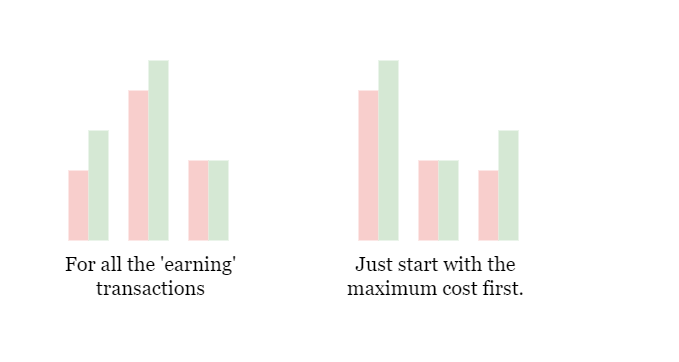 For all the 'earning'
transactions
Just start with the
maximum cost first.